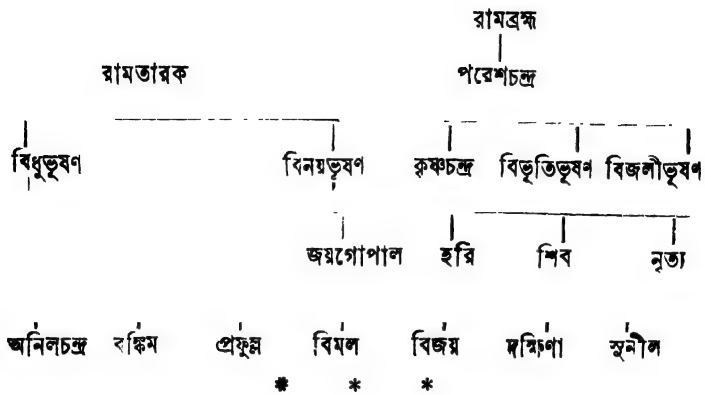 রামব্রহ্ম
রামতারক পরেশচন্দ্র
বিধুভূষণ বিনয়ভূষণ কৃষ্ণচন্দ্র বিভূতিভূষণ বিজলীভূষণ
জয়গোপাল হরি শিব নৃত্য
অনিলচন্দ্র বঙ্কিম প্রফুল্ল বিমল বিজয় দক্ষিণা সুনীল
* * *